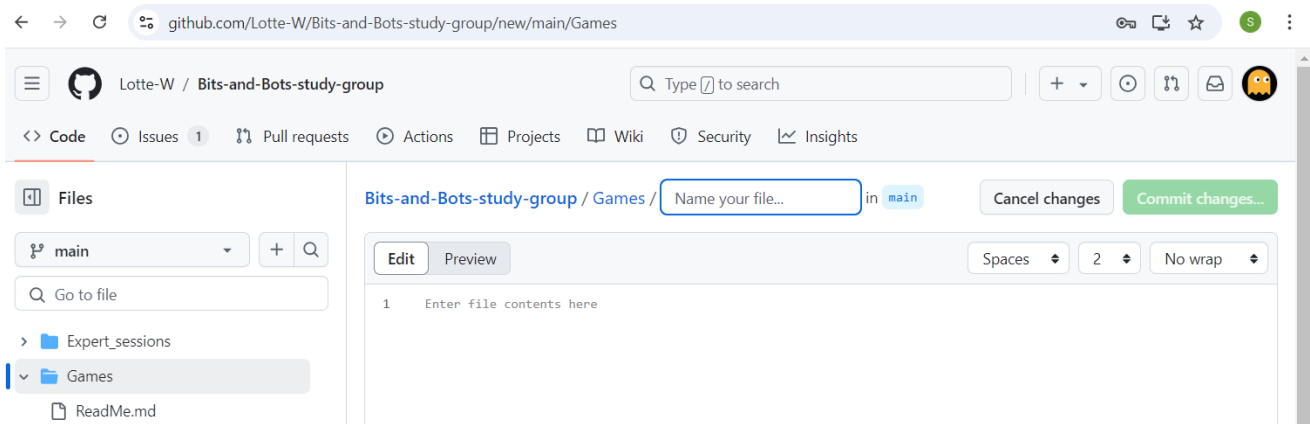 github.com/Lotte-W/Bits-and-Bots-study-group/new/main/Games
S
Lotte-W / Bits-and-Bots-study-group
Type / to search
<> Code
Issues 1
Pull requests
Actions
Projects
Wiki
Security
Insights
Files
Bits-and-Bots-study-group / Games / Name your file... in main
Cancel changes
Commit changes...
main
Edit
Preview
Spaces
2
No wrap
Go to file
1 Enter file contents here
Expert_sessions
Games
ReadMe.md